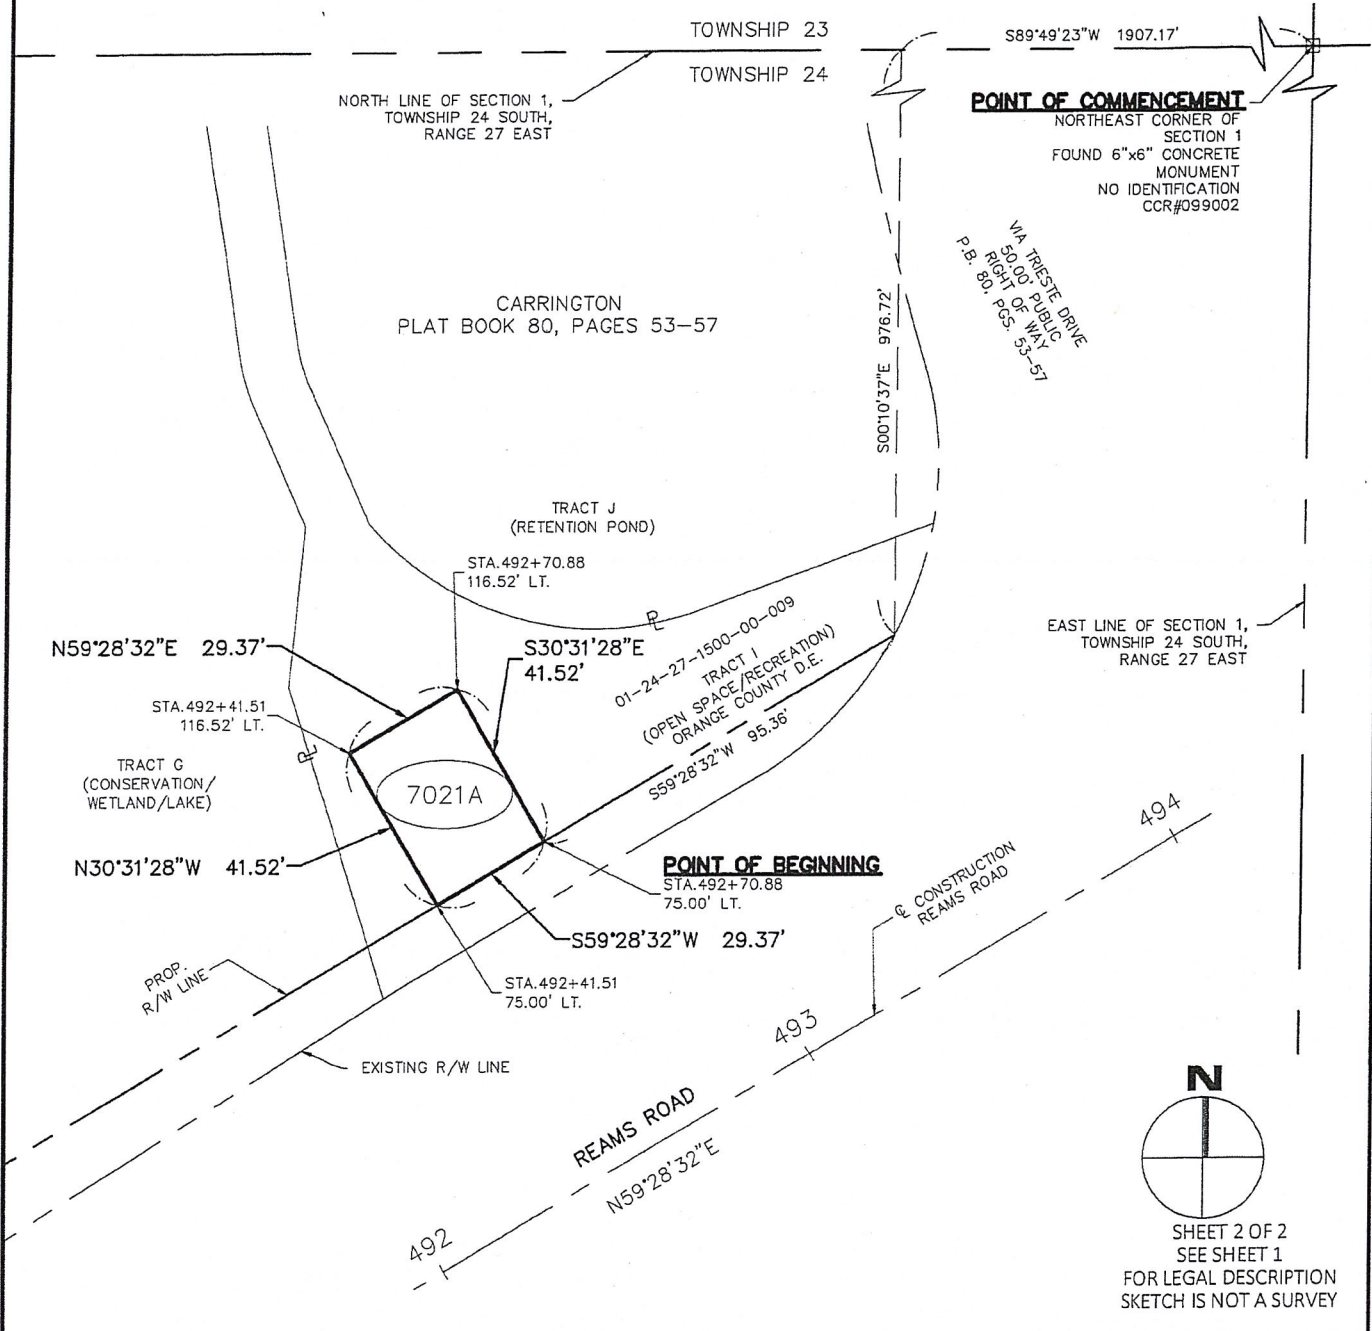 TOWNSHIP 23
S89°49'23"W 1907.17'
TOWNSHIP 24
NORTH LINE OF SECTION 1,
TOWNSHIP 24 SOUTH,
RANGE 27 EAST
POINT OF COMMENCEMENT
NORTHEAST CORNER OF
SECTION 1
FOUND 6"x6" CONCRETE
MONUMENT
NO IDENTIFICATION
CCR#099002
VIA TRIESTE DRIVE
50.00' PUBLIC
RIGHT OF WAY
P.B. 80, PGS. 53-57
CARRINGTON
PLAT BOOK 80, PAGES 53-57
S00°10'37"E 976.72'
TRACT J
(RETENTION POND)
STA.492+70.88
116.52' LT.
PL
01-24-27-1500-00-009
TRACT I
(OPEN SPACE/RECREATION)
ORANGE COUNTY D.E.
EAST LINE OF SECTION 1,
TOWNSHIP 24 SOUTH,
RANGE 27 EAST
N59°28'32"E 29.37'
S30°31'28"E
41.52'
STA.492+41.51
116.52' LT.
PL
S59°28'32"W 95.36'
TRACT G
(CONSERVATION/
WETLAND/LAKE)
7021A
494
N30°31'28"W 41.52'
POINT OF BEGINNING
STA.492+70.88
75.00' LT.
CL CONSTRUCTION
REAMS ROAD
S59°28'32"W 29.37'
PROP.
R/W LINE
STA.492+41.51
75.00' LT.
493
EXISTING R/W LINE
REAMS ROAD
N59°28'32"E
492
N
SHEET 2 OF 2
SEE SHEET 1
FOR LEGAL DESCRIPTION
SKETCH IS NOT A SURVEY